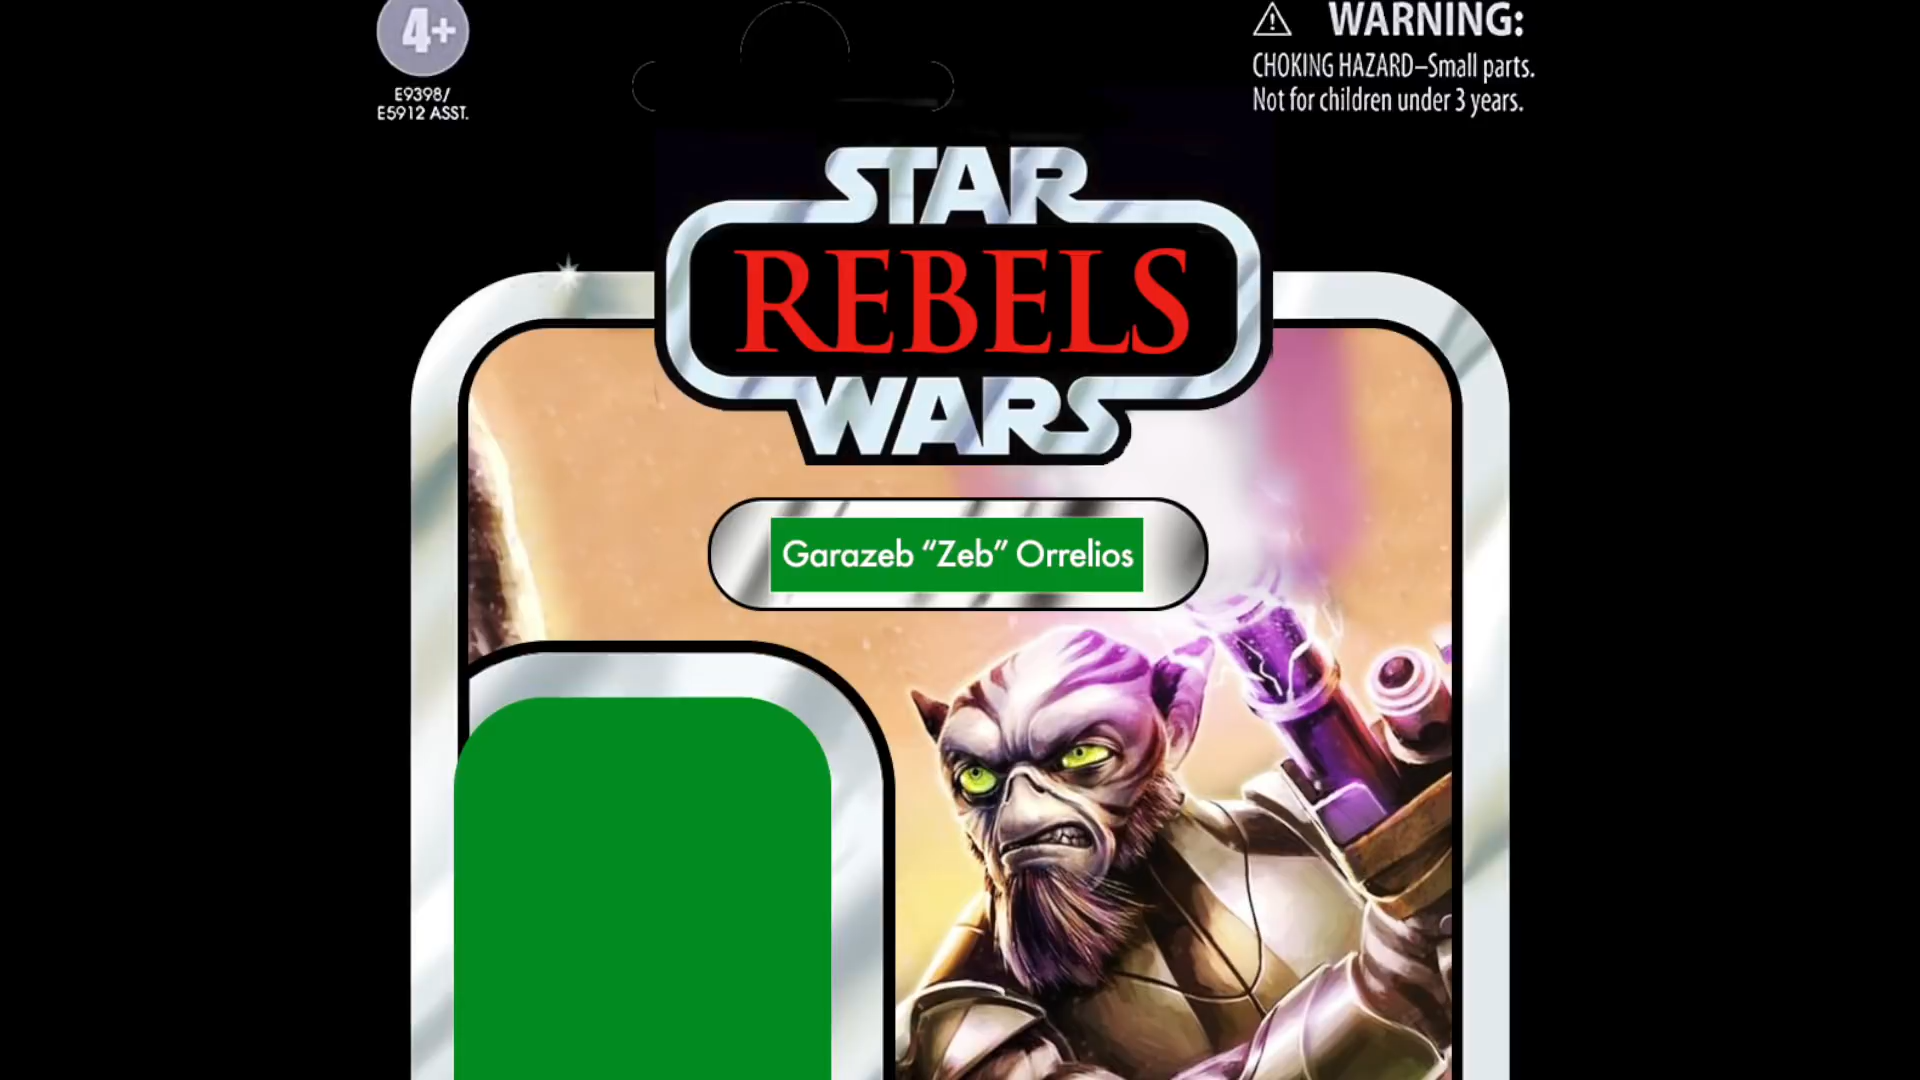 4+
E9398/
E5912 ASST.
⚠ WARNING:
CHOKING HAZARD–Small parts.
Not for children under 3 years.
STAR
REBELS
WARS
Garazeb “Zeb” Orrelios